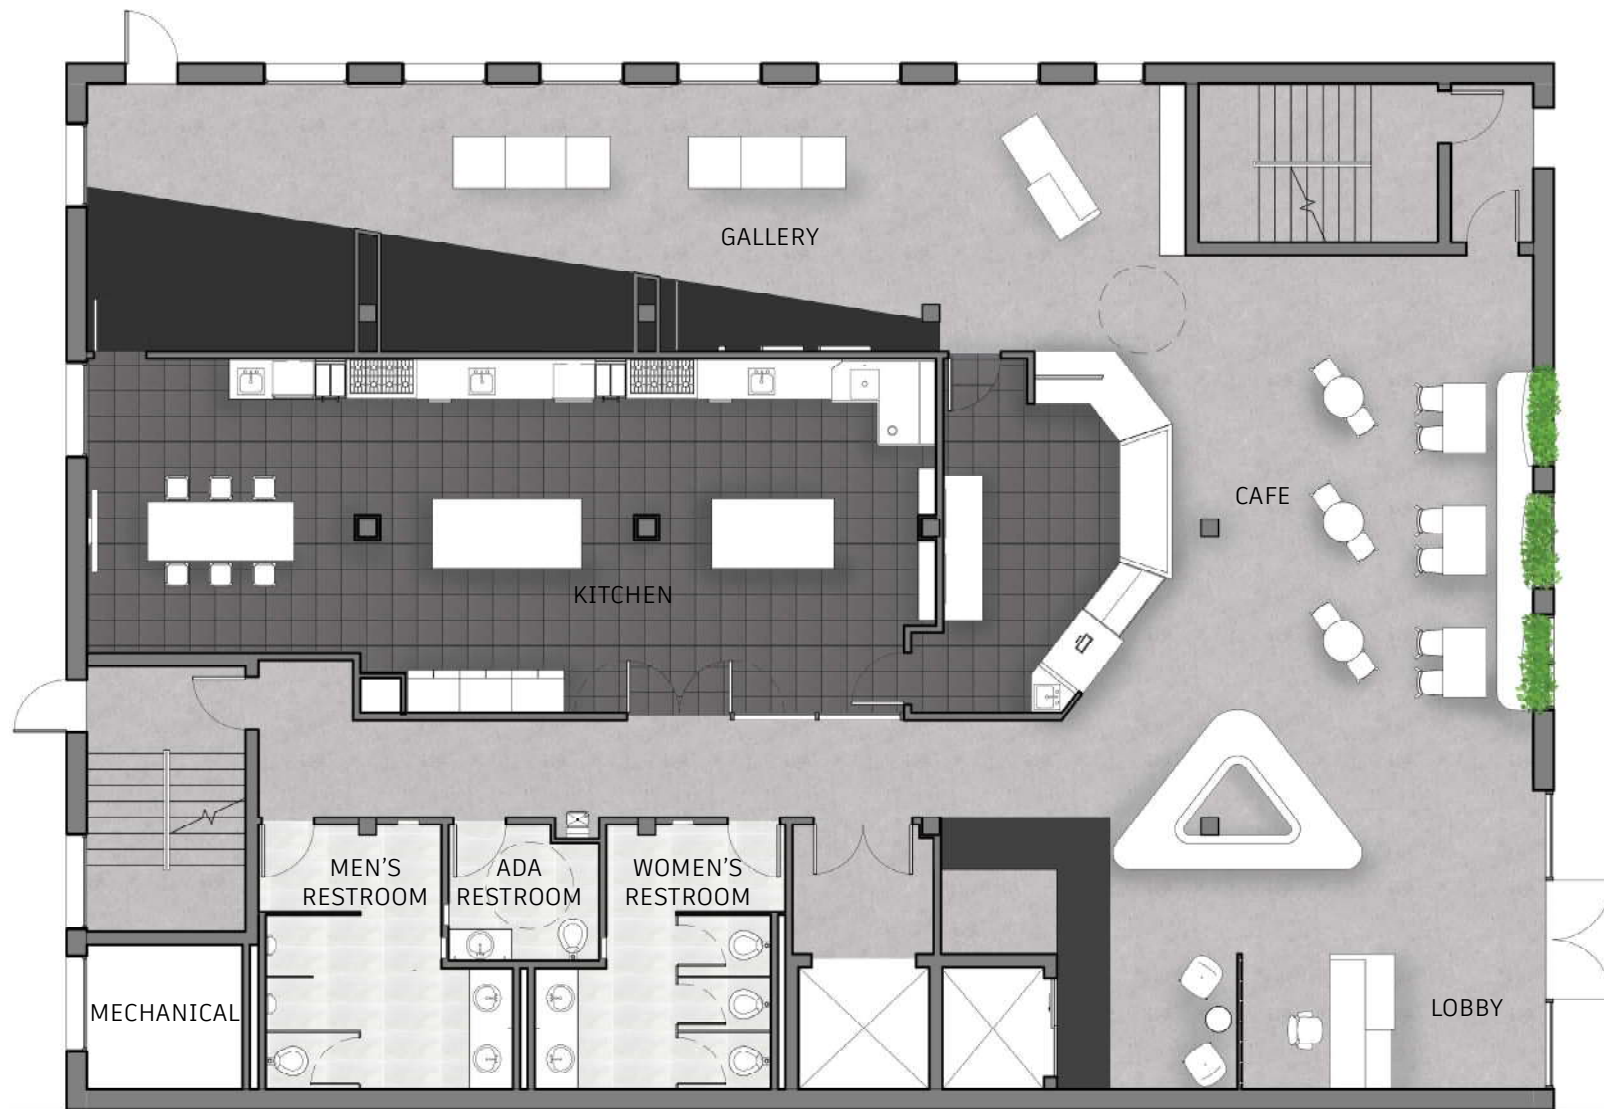 GALLERY
CAFE
KITCHEN
MEN'S
RESTROOM
ADA
RESTROOM
WOMEN'S
RESTROOM
MECHANICAL
LOBBY